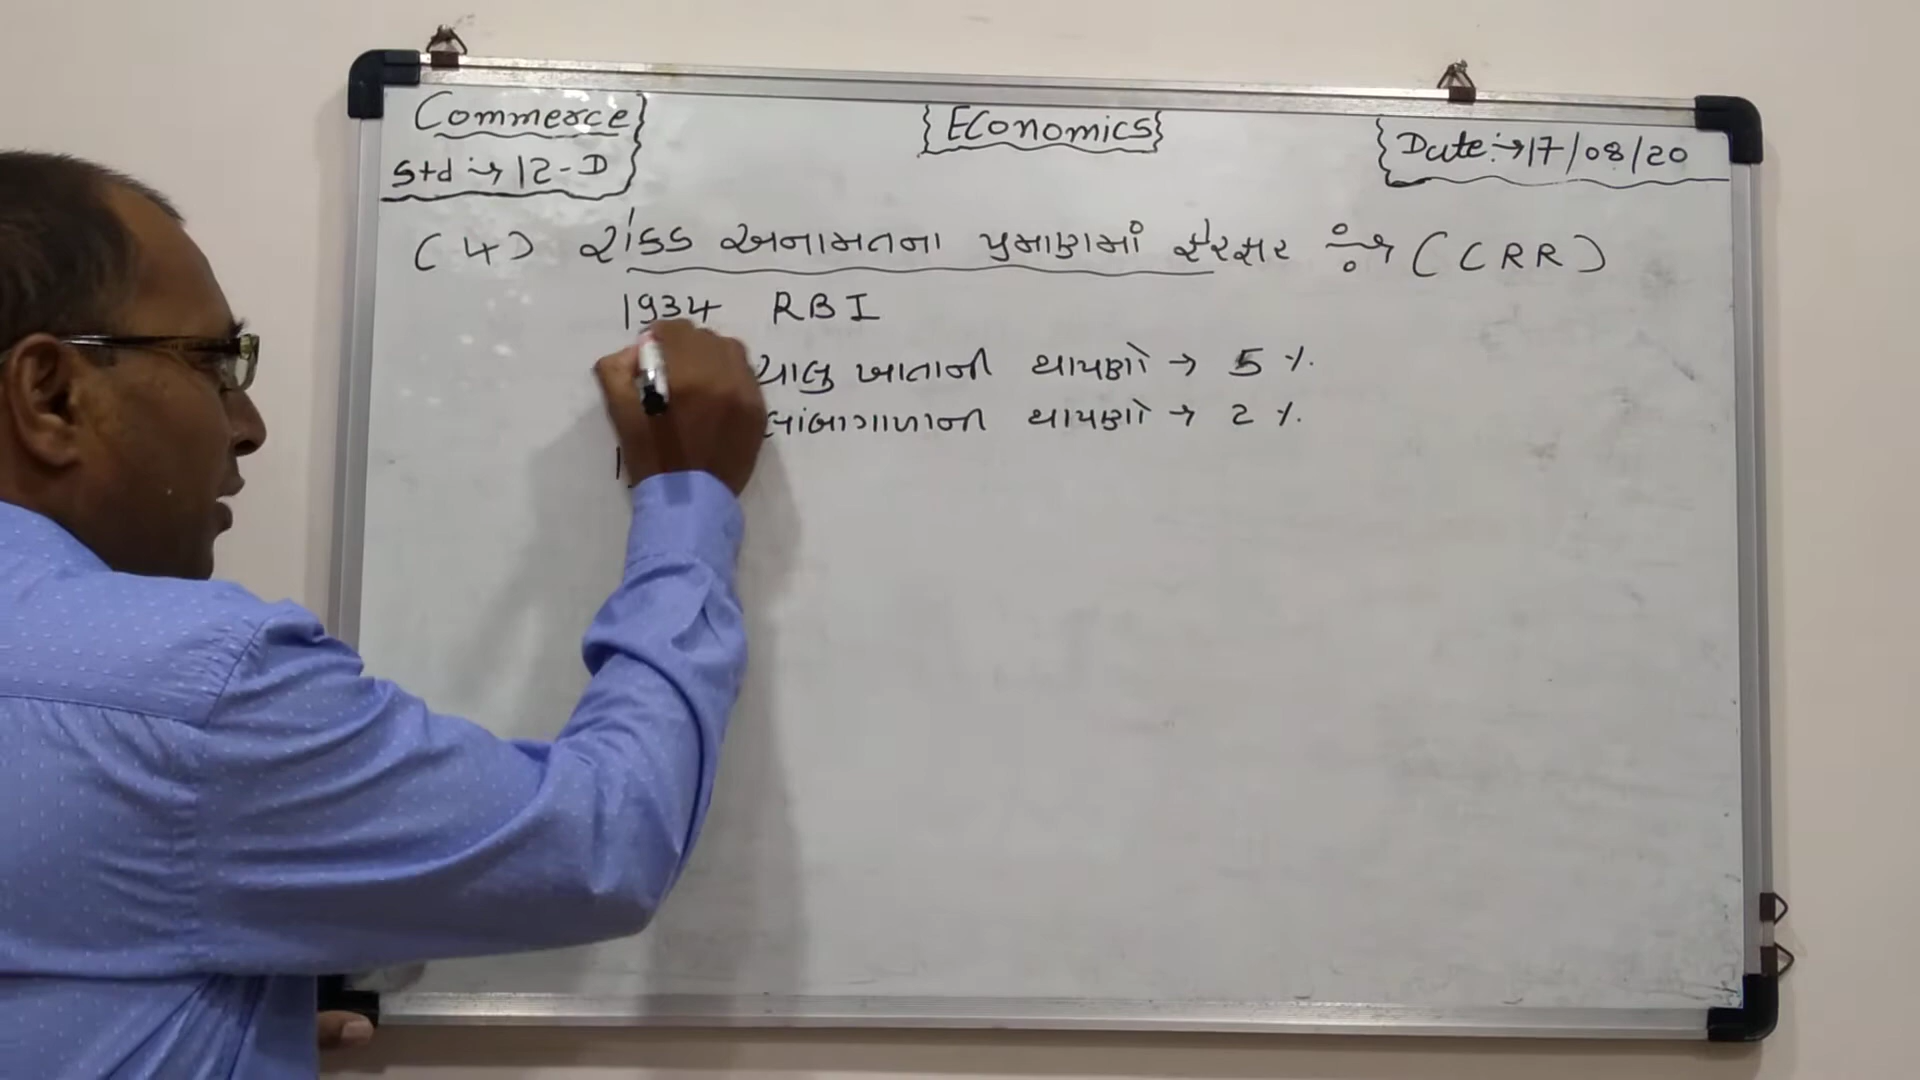 Commerce
Std :→ 12-D
Economics
Date :→ 17/08/20
(4) રોકડ અનામતના પ્રમાણમાં ફેરફાર :→ (CRR)
1934 RBI
ચાલુ ખાતાની થાપણો → 5 %.
લાંબાગાળાની થાપણો → 2 %.